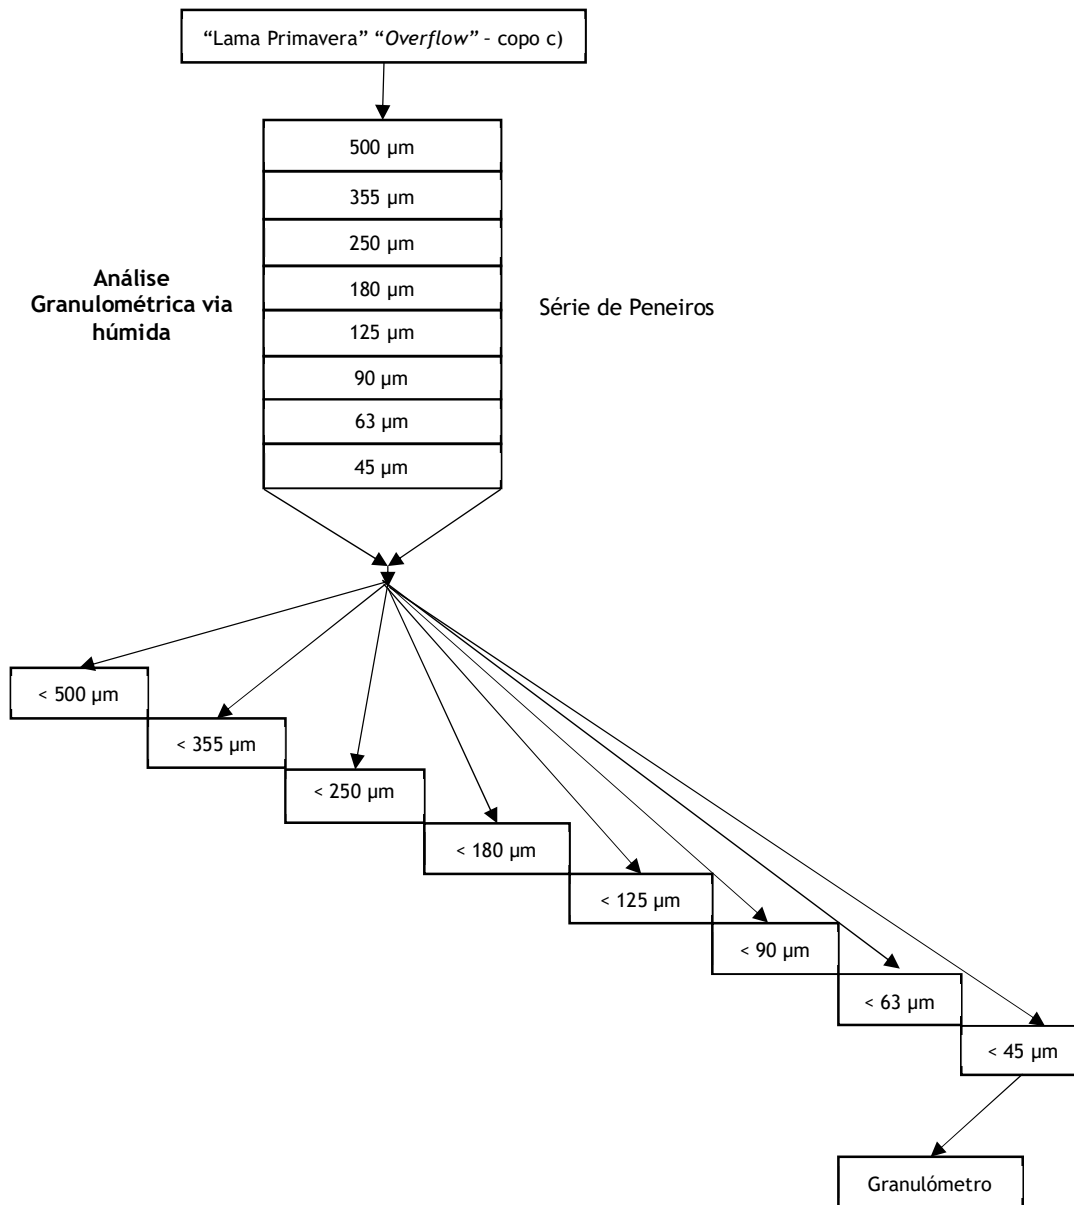 “Lama Primavera” “Overflow” - copo c)
500 µm
355 µm
250 µm
180 µm
125 µm
90 µm
63 µm
45 µm
Análise
Granulométrica via
húmida
Série de Peneiros
< 500 µm
< 355 µm
< 250 µm
< 180 µm
< 125 µm
< 90 µm
< 63 µm
< 45 µm
Granulómetro